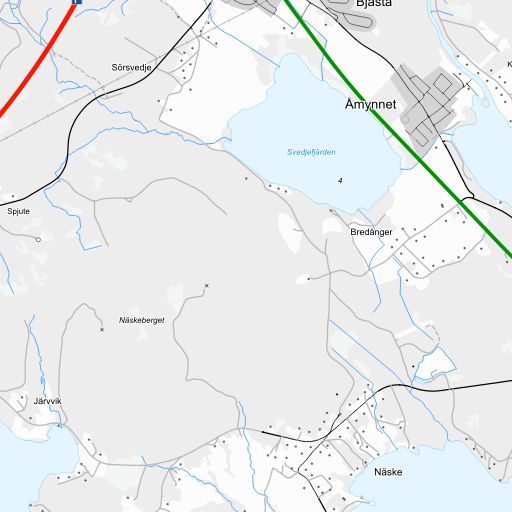 Bjästa
Sörsvedje
Åmynnet
Svedjefjärden
4
Spjute
Bredånger
Näskeberget
Järvvik
Näske